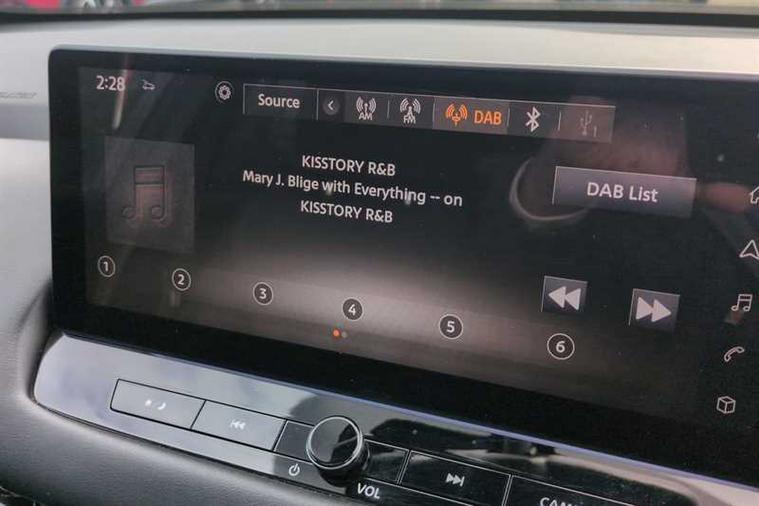 2:28
Source
AM
FM
DAB
1
KISSTORY R&B
Mary J. Blige with Everything -- on
KISSTORY R&B
DAB List
1
2
3
4
5
6
VOL